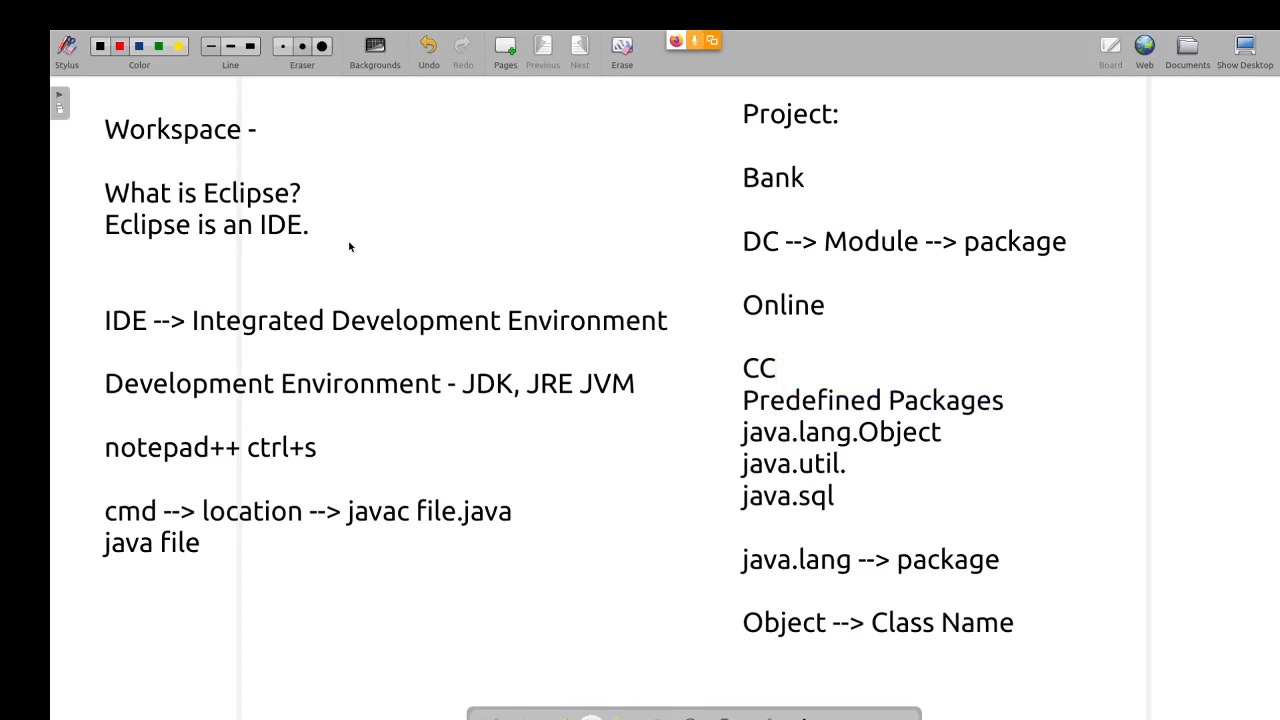 Stylus
Color
Line
Eraser
Backgrounds
Undo
Redo
Pages
Previous
Next
Erase
Board
Web
Documents
Show Desktop
Workspace -
What is Eclipse?
Eclipse is an IDE.
IDE --> Integrated Development Environment
Development Environment - JDK, JRE JVM
notepad++ ctrl+s
cmd --> location --> javac file.java
java file
Project:
Bank
DC --> Module --> package
Online
CC
Predefined Packages
java.lang.Object
java.util.
java.sql
java.lang --> package
Object --> Class Name